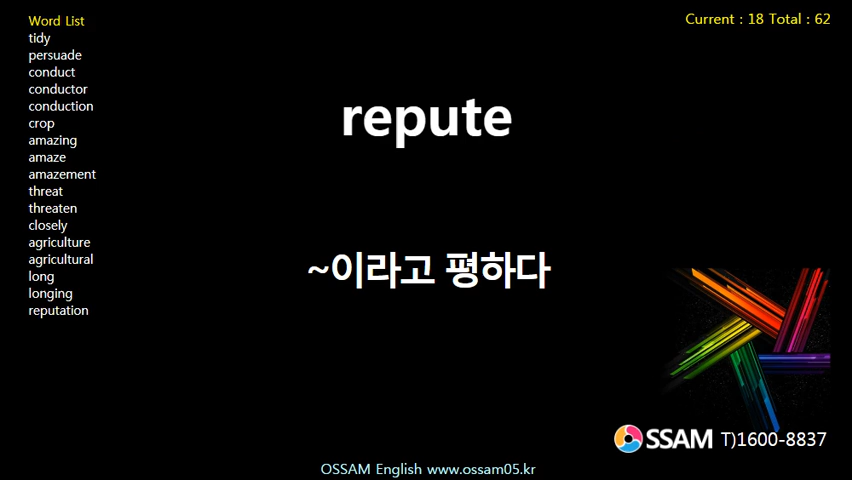 Word List
tidy
persuade
conduct
conductor
conduction
crop
amazing
amaze
amazement
threat
threaten
closely
agriculture
agricultural
long
longing
reputation
Current : 18 Total : 62
repute
~이라고 평하다
OSSAM T)1600-8837
OSSAM English www.ossam05.kr